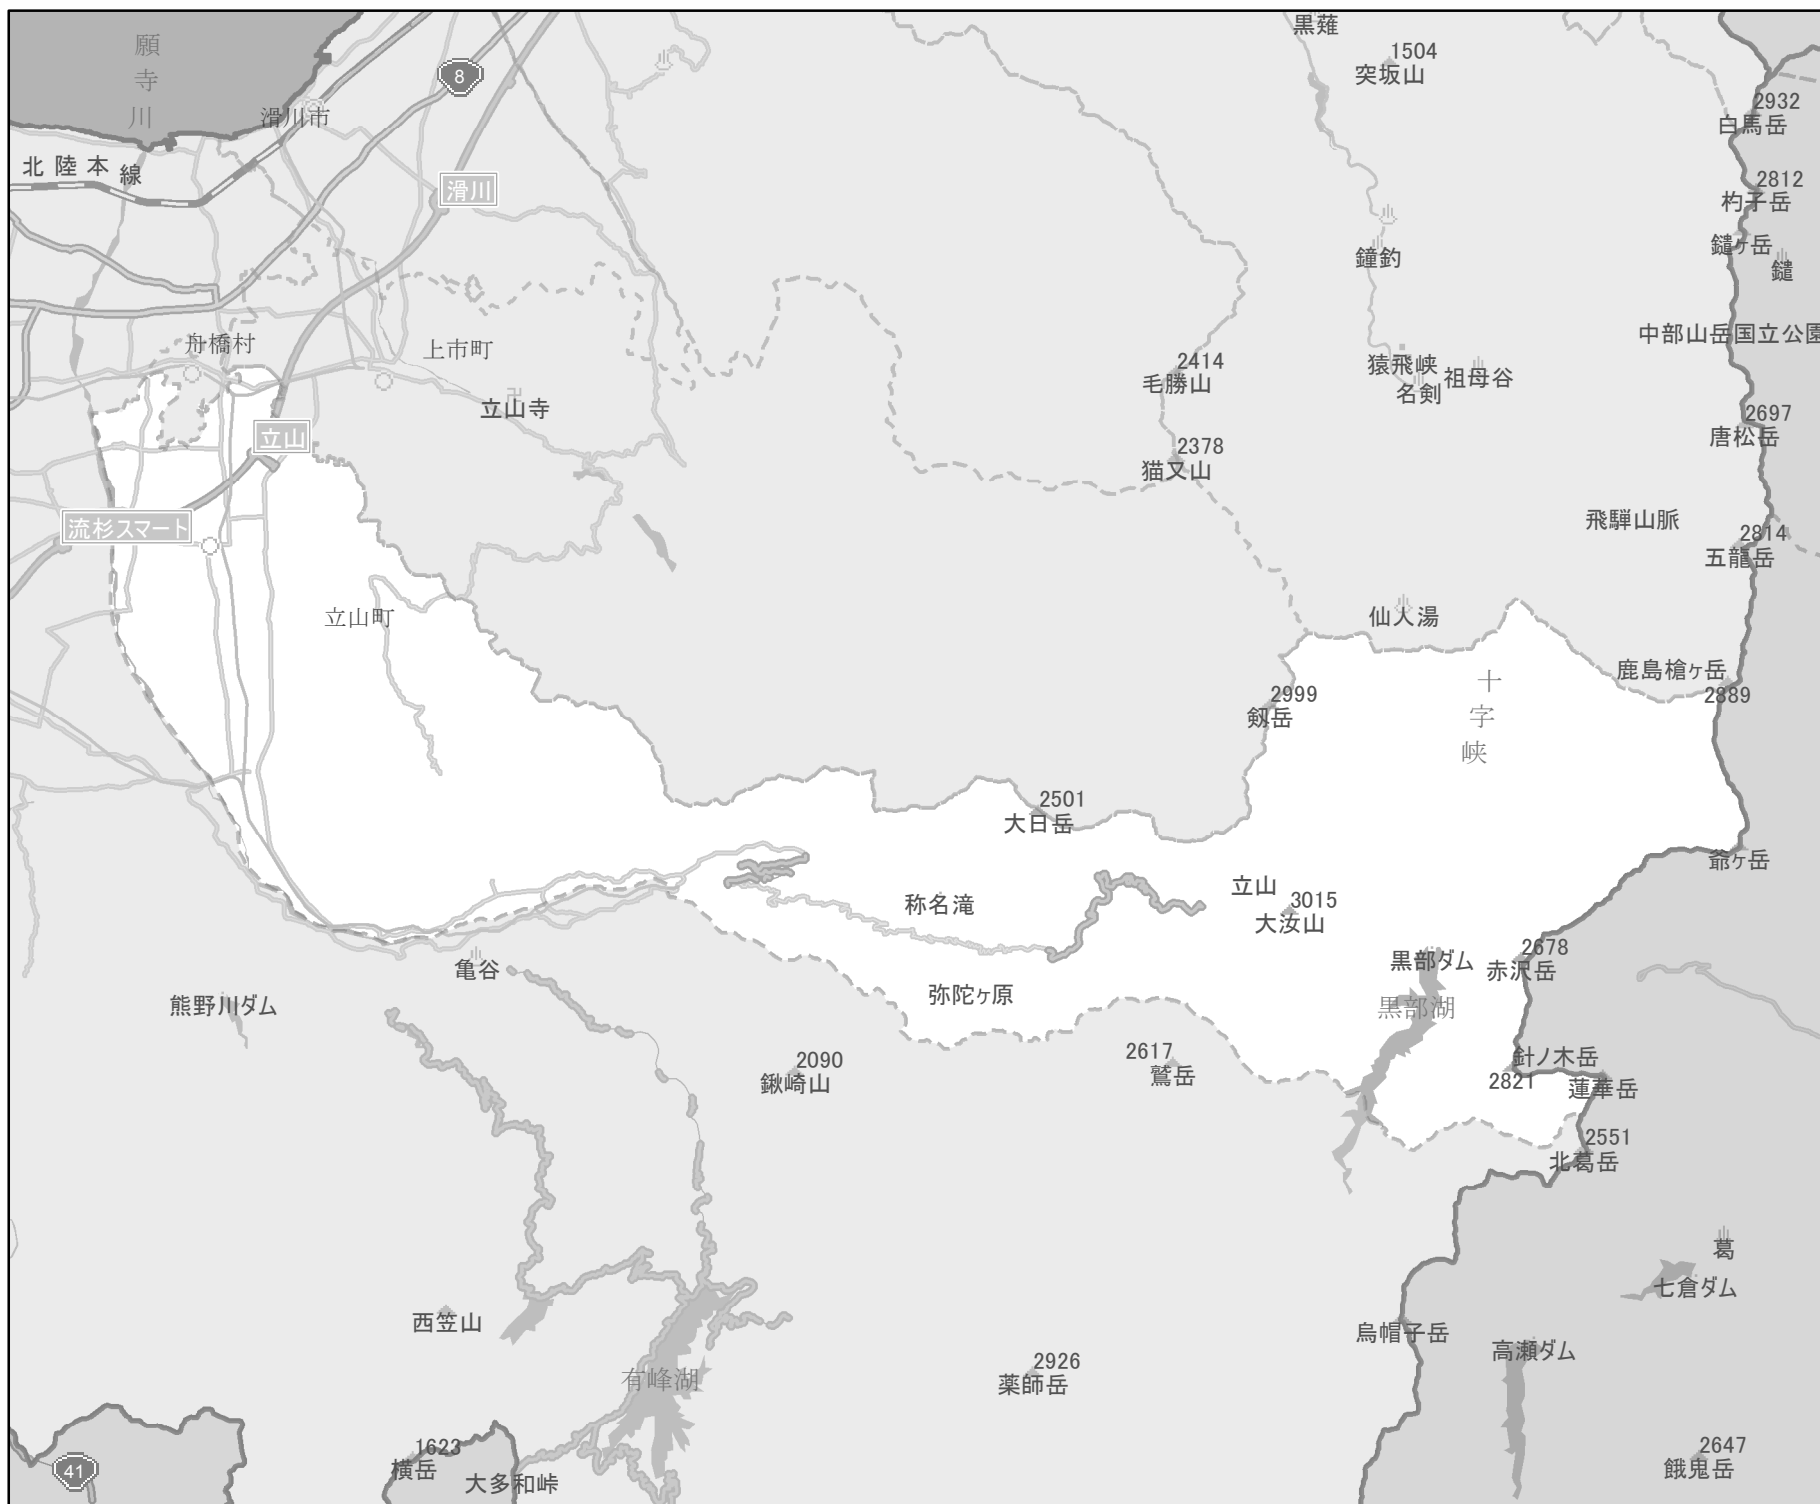 願寺川
滑川市
8
北陸本線
滑川
黒薙
1504
突坂山
2932
白馬岳
2812
杓子岳
鑓ヶ岳
鑓
鐘釣
中部山岳国立公園
舟橋村
上市町
立山寺
立山
2414
毛勝山
猿飛峡
名剣
祖母谷
2697
唐松岳
2378
猫又山
流杉スマート
飛騨山脈
2814
五龍岳
立山町
仙人湯
鹿島槍ヶ岳
2889
十字峡
2999
剱岳
2501
大日岳
爺ヶ岳
称名滝
立山
3015
大汝山
弥陀ヶ原
黒部ダム
黒部湖
2678
赤沢岳
亀谷
熊野川ダム
2090
鍬崎山
2617
鷲岳
針ノ木岳
2821
蓮華岳
2551
北葛岳
葛
七倉ダム
西笠山
有峰湖
2926
薬師岳
烏帽子岳
高瀬ダム
41
1623
横岳
大多和峠
2647
餓鬼岳